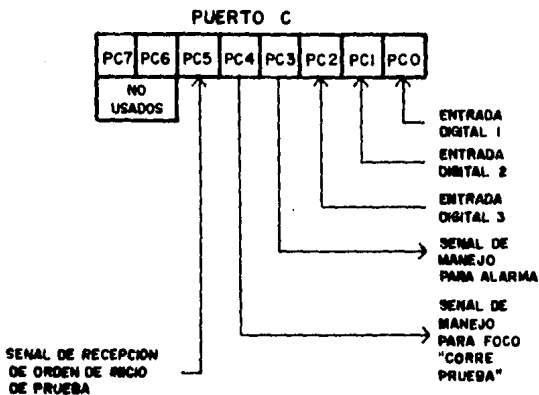 PUERTO C
PC7 PC6 PC5 PC4 PC3 PC2 PC1 PC0
NO
USADOS
ENTRADA
DIGITAL 1
ENTRADA
DIGITAL 2
ENTRADA
DIGITAL 3
SENAL DE
MANEJO
PARA ALARMA
SENAL DE
MANEJO
PARA FOCO
"CORRE
PRUEBA"
SENAL DE RECEPCIÓN
DE ORDEN DE INICIO
DE PRUEBA